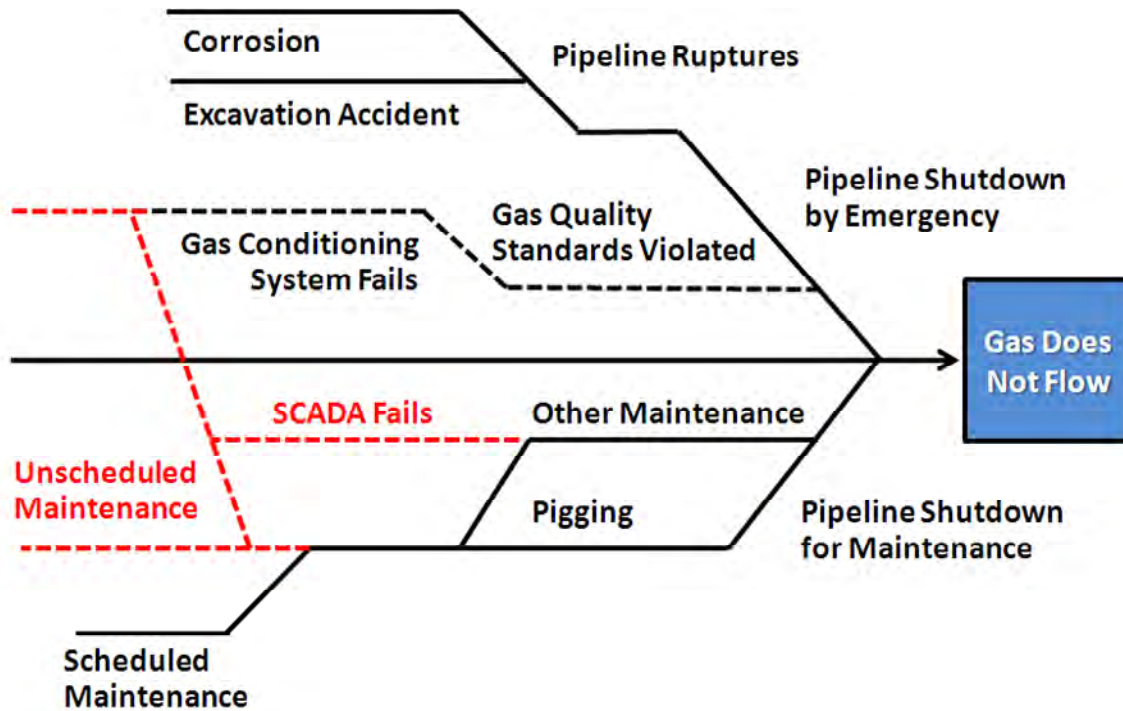 Corrosion
Pipeline Ruptures
Excavation Accident
Pipeline Shutdown
by Emergency
Gas Quality
Standards Violated
Gas Conditioning
System Fails
Gas Does
Not Flow
SCADA Fails
Other Maintenance
Unscheduled
Maintenance
Pigging
Pipeline Shutdown
for Maintenance
Scheduled
Maintenance